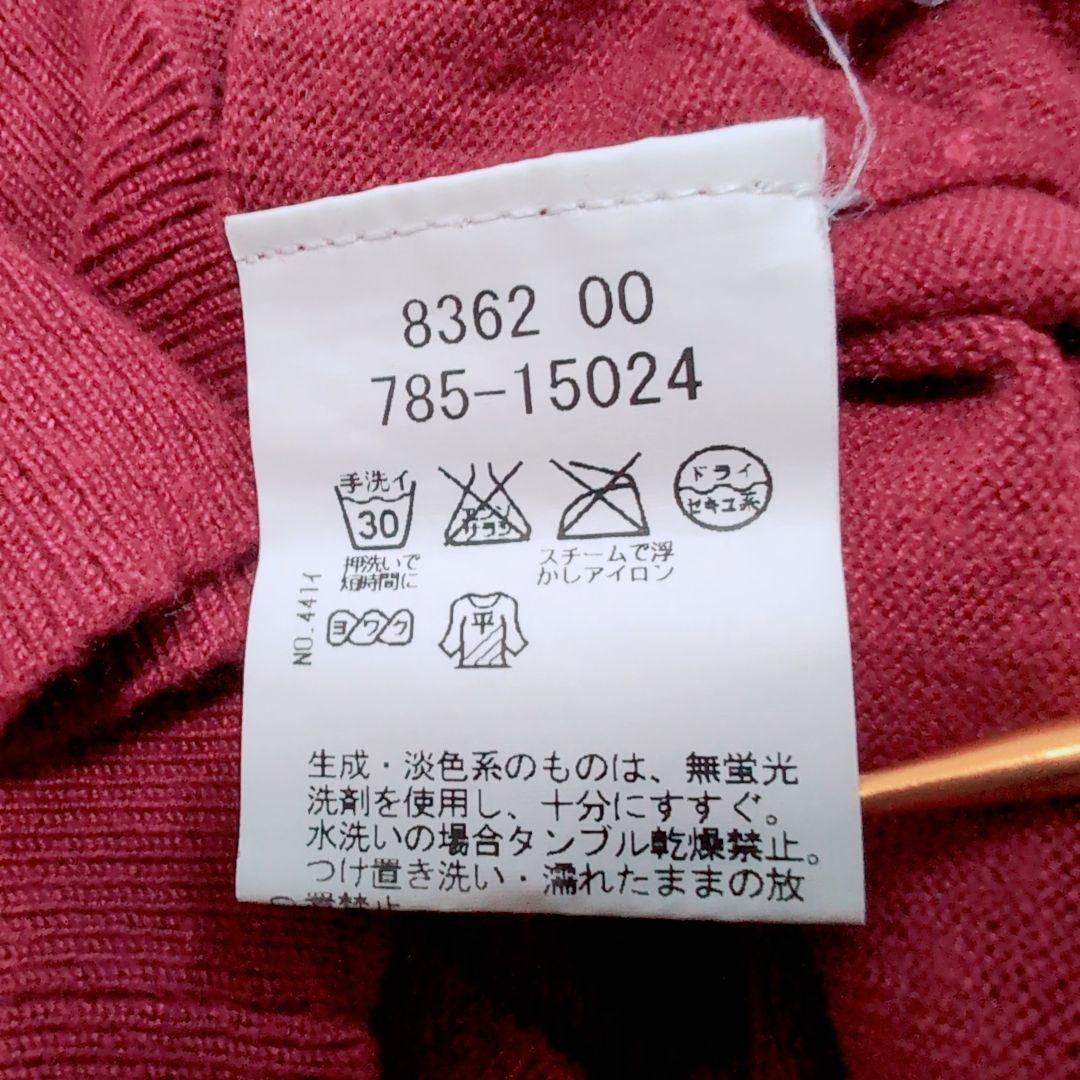 8362 00
785-15024
手洗イ
30
エンソ
サラシ
ドライ
セキユ系
押洗いで
短時間に
スチームで浮
かしアイロン
ヨワク
平
NO.441イ
生成・淡色系のものは、無蛍光
洗剤を使用し、十分にすすぐ。
水洗いの場合タンブル乾燥禁止。
つけ置き洗い・濡れたままの放